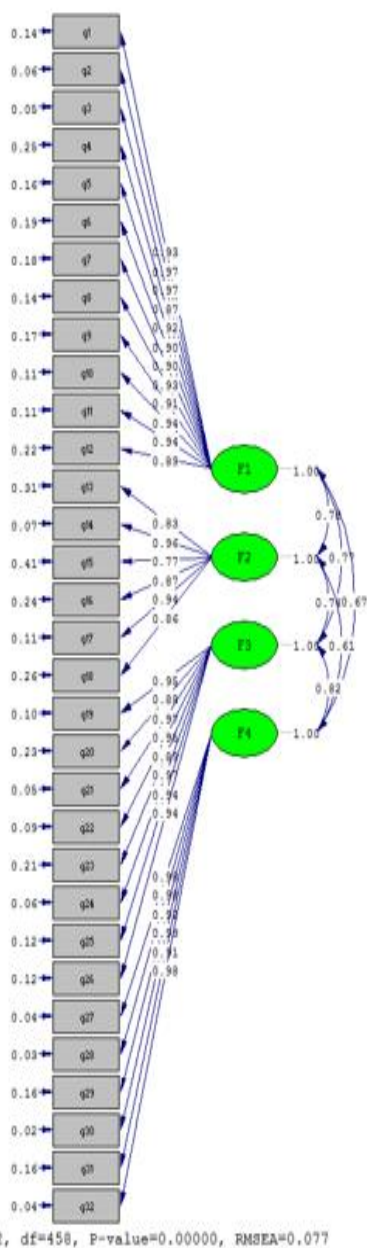 0.14 q1
0.06 q2
0.05 q3
0.25 q4
0.16 q5
0.19 q6
0.18 q7
0.14 q8
0.17 q9
0.11 q10
0.11 q11
0.22 q12
0.31 q13
0.07 q14
0.41 q15
0.24 q16
0.11 q17
0.26 q18
0.10 q19
0.23 q20
0.05 q21
0.09 q22
0.21 q23
0.06 q24
0.12 q25
0.12 q26
0.04 q27
0.03 q28
0.16 q29
0.02 q30
0.16 q31
0.04 q32
0.93
0.97
0.97
0.87
0.92
0.90
0.90
0.93
0.91
0.94
0.94
0.89
0.83
0.96
0.77
0.87
0.94
0.86
0.95
0.88
0.97
0.97
0.94
0.94
0.91
0.98
F1 1.00
F2 1.00
F3 1.00
F4 1.00
0.77
0.67
0.61
0.82
df=458, P-value=0.00000, RMSEA=0.077